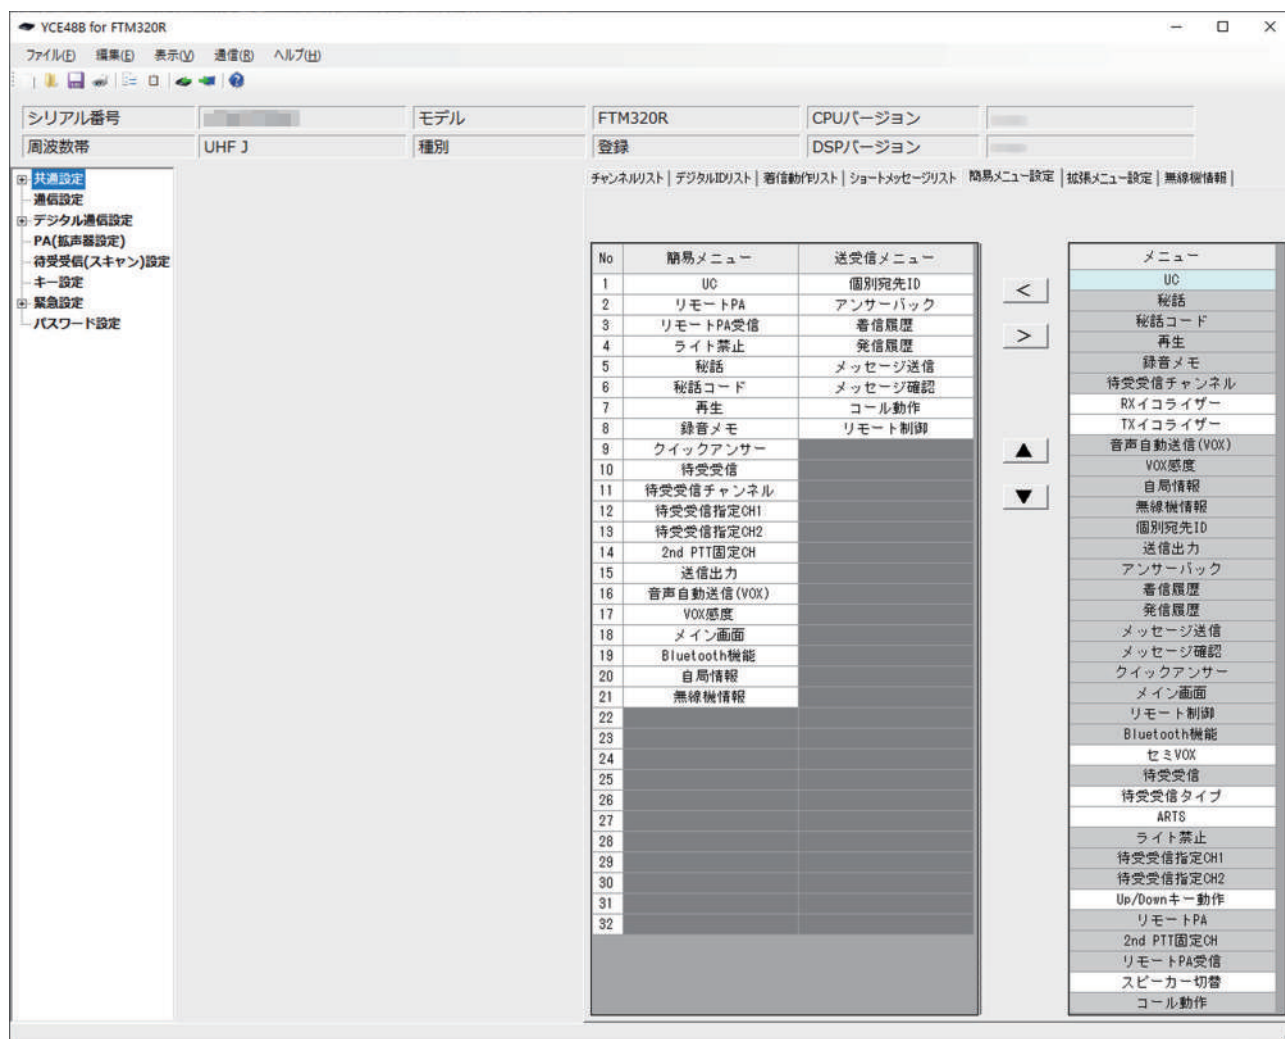 YCE48B for FTM320R
ファイル(F) 編集(E) 表示(V) 通信(R) ヘルプ(H)
シリアル番号 モデル FTM320R CPUバージョン
周波数帯 UHF J 種別 登録 DSPバージョン
共通設定
通信設定
デジタル通信設定
PA(拡声器設定)
待受受信(スキャン)設定
キー設定
緊急設定
パスワード設定
チャンネルリスト デジタルIDリスト 着信動作リスト ショートメッセージリスト 簡易メニュー設定 拡張メニュー設定 無線機情報
No 簡易メニュー 送受信メニュー
1 UC 個別宛先ID
2 リモートPA アンサーバック
3 リモートPA受信 着信履歴
4 ライト禁止 発信履歴
5 秘話 メッセージ送信
6 秘話コード メッセージ確認
7 再生 コール動作
8 録音メモ リモート制御
9 クイックアンサー
10 待受受信
11 待受受信チャンネル
12 待受受信指定CH1
13 待受受信指定CH2
14 2nd PTT固定CH
15 送信出力
16 音声自動送信(VOX)
17 VOX感度
18 メイン画面
19 Bluetooth機能
20 自局情報
21 無線機情報
22
23
24
25
26
27
28
29
30
31
32
<
>
▲
▼
メニュー
UC
秘話
秘話コード
再生
録音メモ
待受受信チャンネル
RXイコライザー
TXイコライザー
音声自動送信(VOX)
VOX感度
自局情報
無線機情報
個別宛先ID
送信出力
アンサーバック
着信履歴
発信履歴
メッセージ送信
メッセージ確認
クイックアンサー
メイン画面
リモート制御
Bluetooth機能
セミVOX
待受受信
待受受信タイプ
ARTS
ライト禁止
待受受信指定CH1
待受受信指定CH2
Up/Downキー動作
リモートPA
2nd PTT固定CH
リモートPA受信
スピーカー切替
コール動作